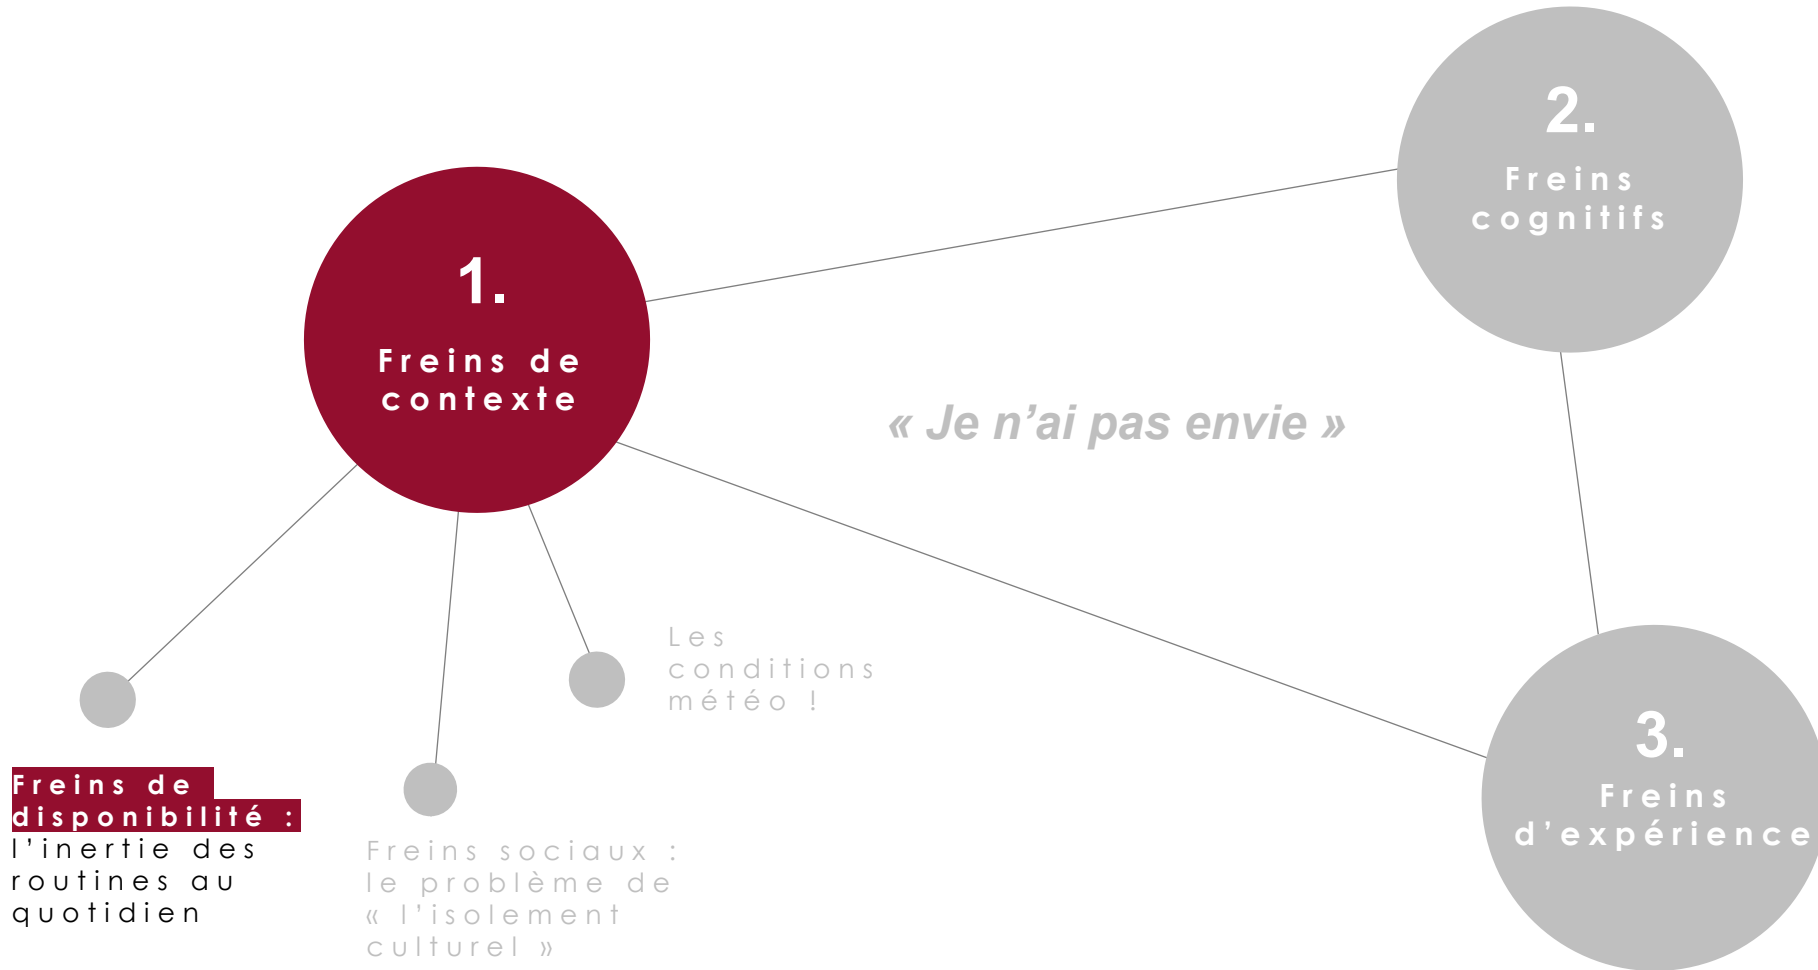 1.
Freins de
contexte
2.
Freins
cognitifs
« Je n’ai pas envie »
3.
Freins
d’expérience
Freins de
disponibilité :
l’inertie des
routines au
quotidien
Freins sociaux :
le problème de
« l’isolement
culturel »
Les
conditions
météo !